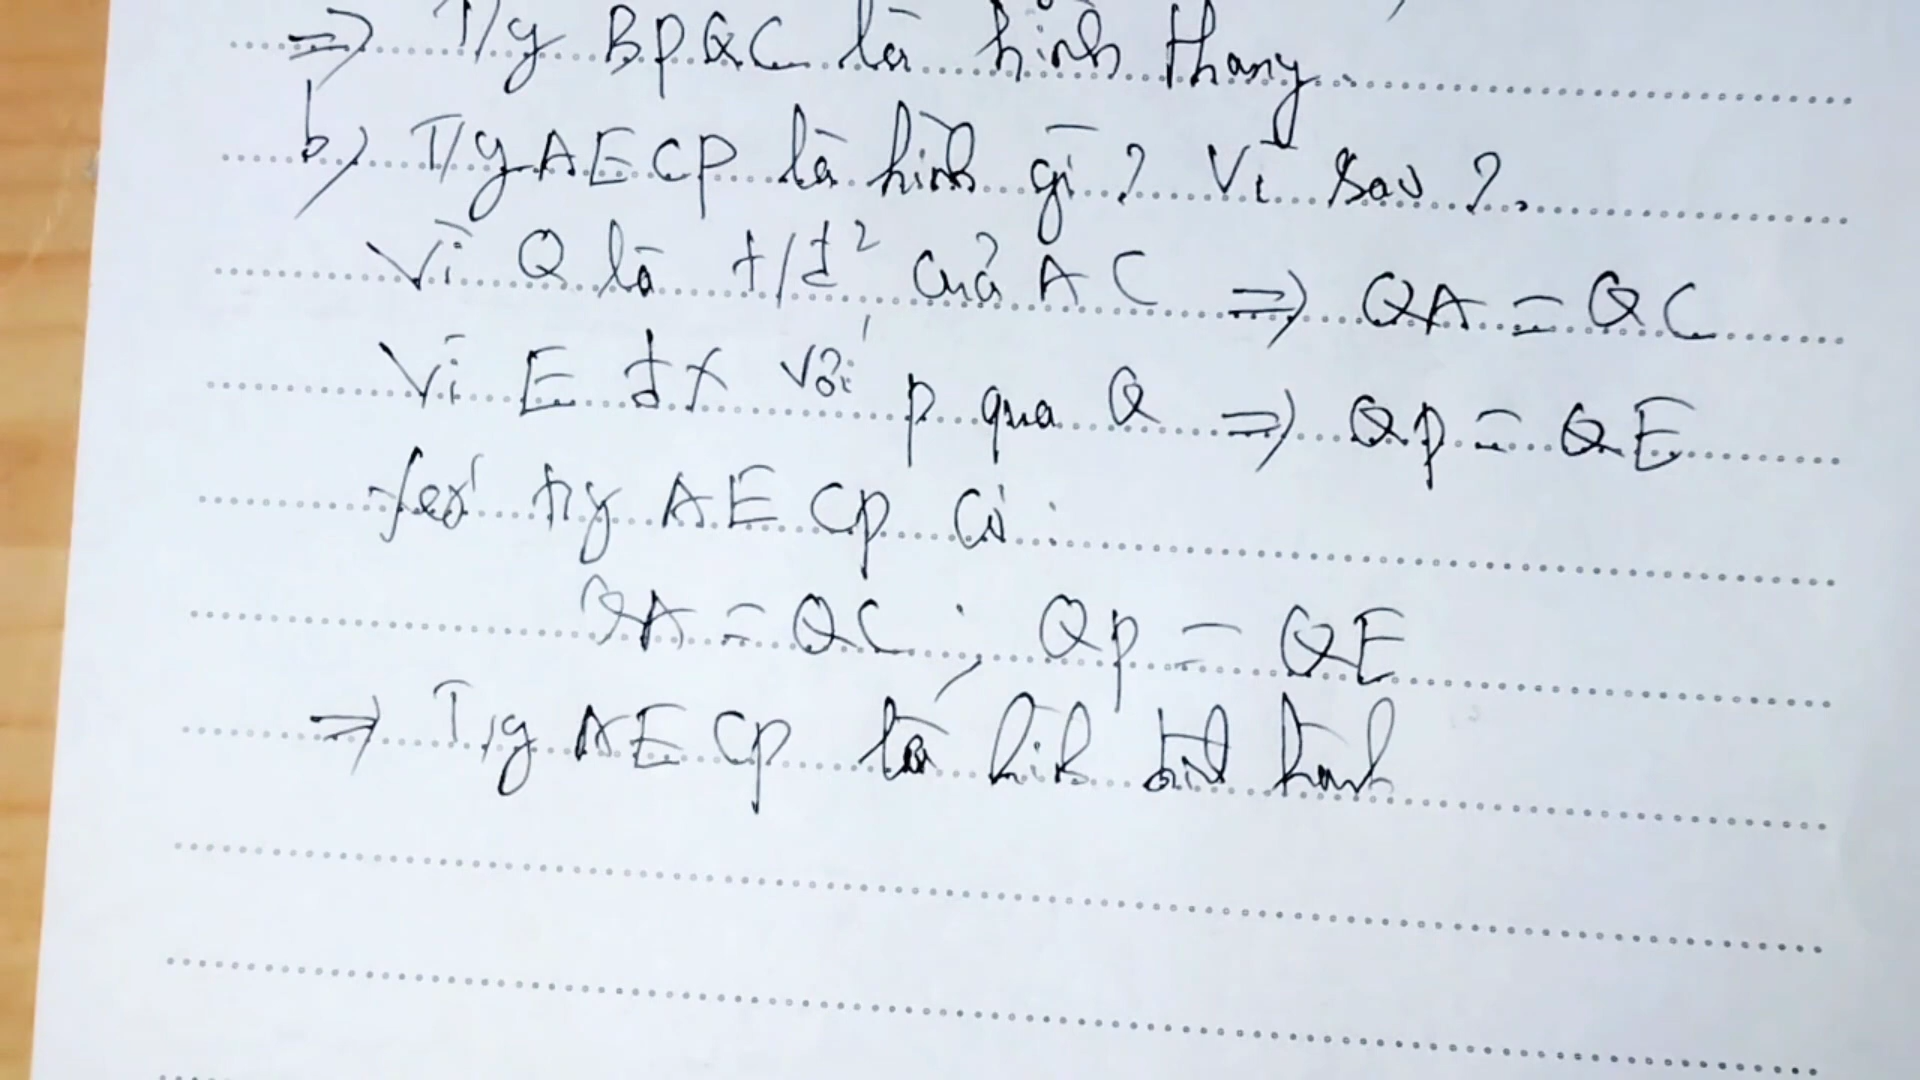 => T/g BPQC là hình thang.
b) T/g AECP là hình gì? Vì sao?.
Vì Q là t/đ² của AC => QA = QC
Vì E đx với P qua Q => QP = QE
Xét t/g AECP có:
QA = QC; QP = QE
=> T/g AECP là hình bình hành